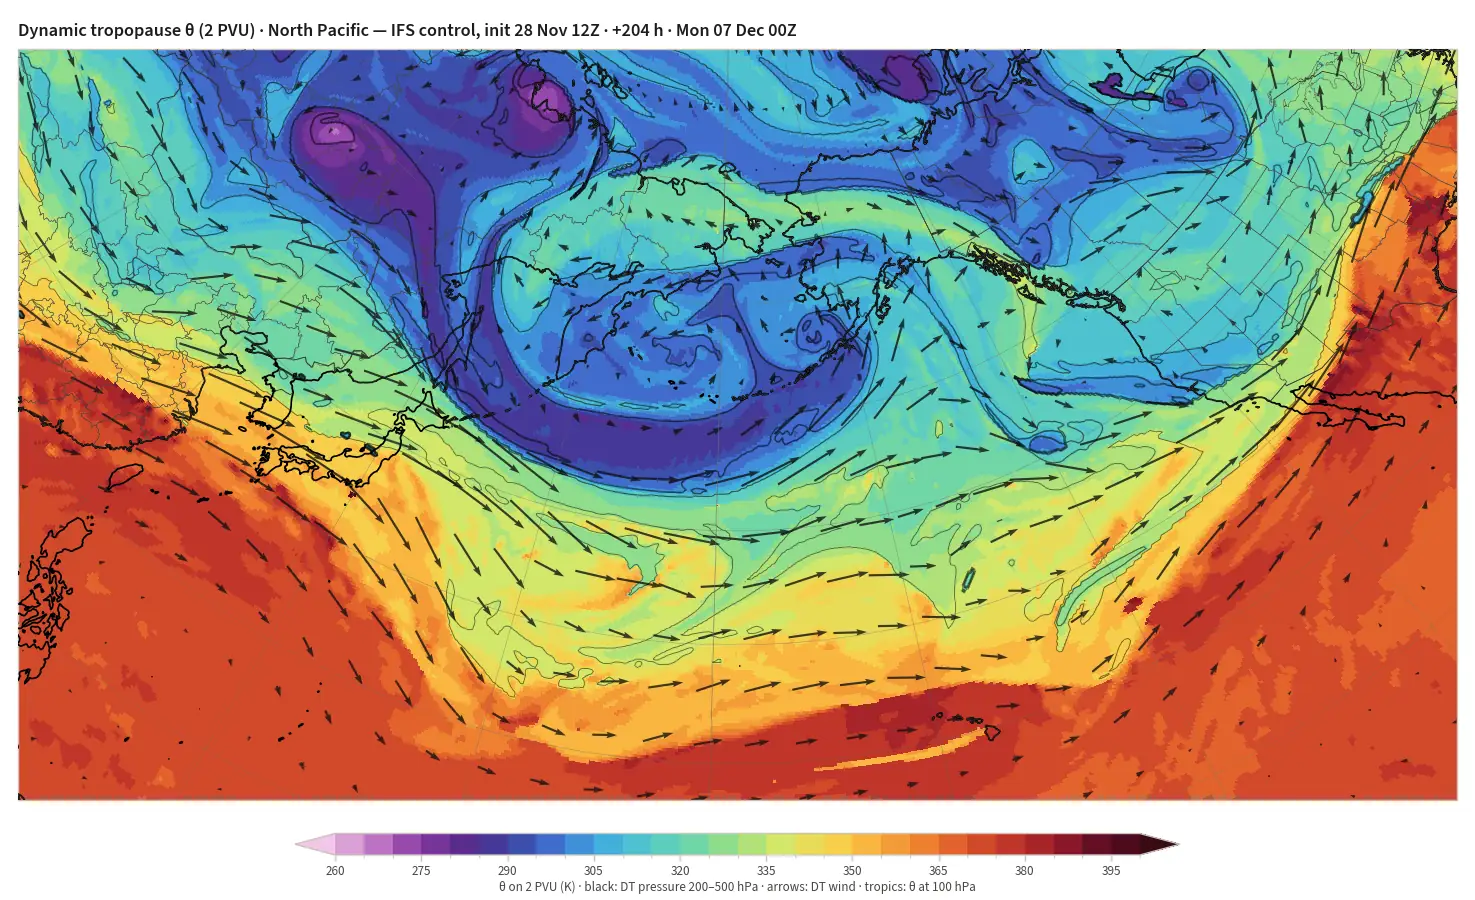 Dynamic tropopause θ (2 PVU) · North Pacific — IFS control, init 28 Nov 12Z · +204 h · Mon 07 Dec 00Z
260 275 290 305 320 335 350 365 380 395
θ on 2 PVU (K) · black: DT pressure 200–500 hPa · arrows: DT wind · tropics: θ at 100 hPa